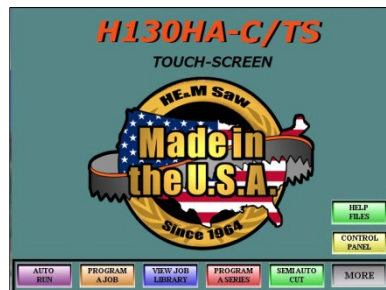 H130HA-C/TS
TOUCH-SCREEN
HE&M Saw
Made in
the U.S.A.
Since 1964
HELP
FILES
CONTROL
PANEL
AUTO
RUN
PROGRAM
A JOB
VIEW JOB
LIBRARY
PROGRAM
A SERIES
SEMI AUTO
CUT
MORE